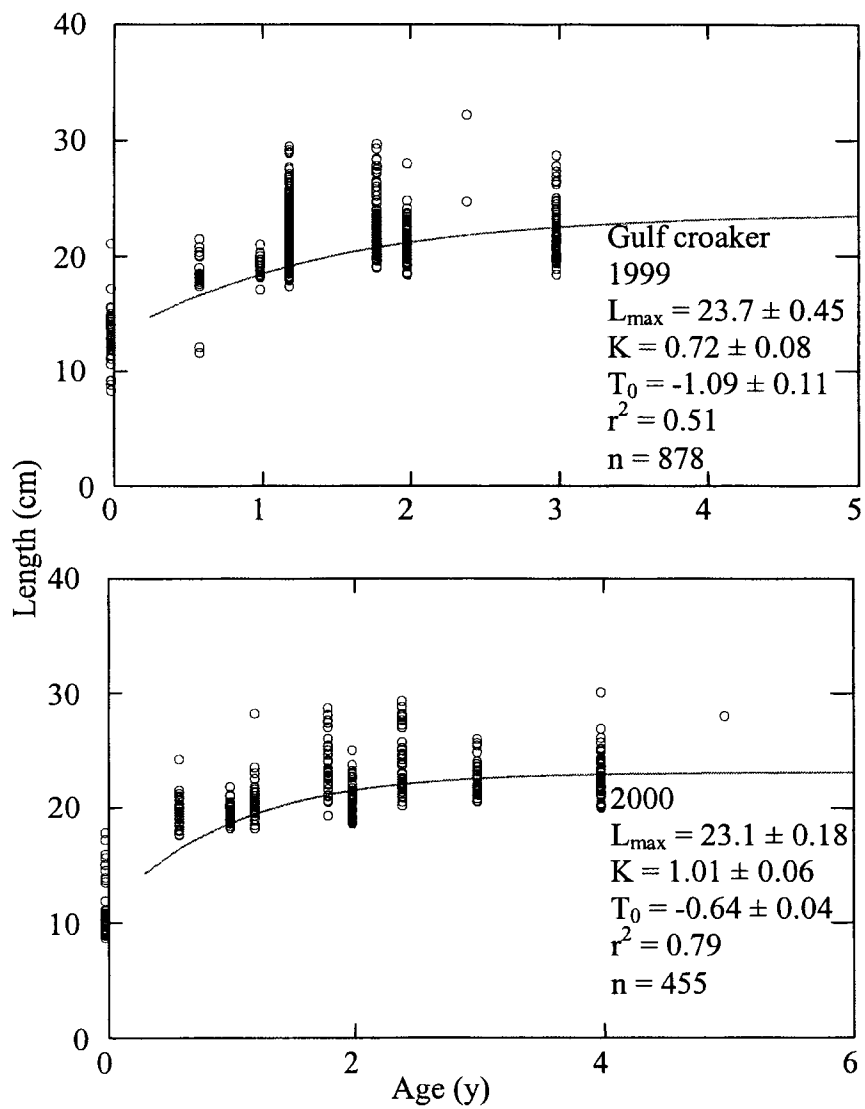 40
30
20
10
0
0 1 2 3 4 5
Gulf croaker
1999
Lmax = 23.7 ± 0.45
K = 0.72 ± 0.08
T0 = -1.09 ± 0.11
r2 = 0.51
n = 878
Length (cm)
40
30
20
10
0
0 2 4 6
2000
Lmax = 23.1 ± 0.18
K = 1.01 ± 0.06
T0 = -0.64 ± 0.04
r2 = 0.79
n = 455
Age (y)